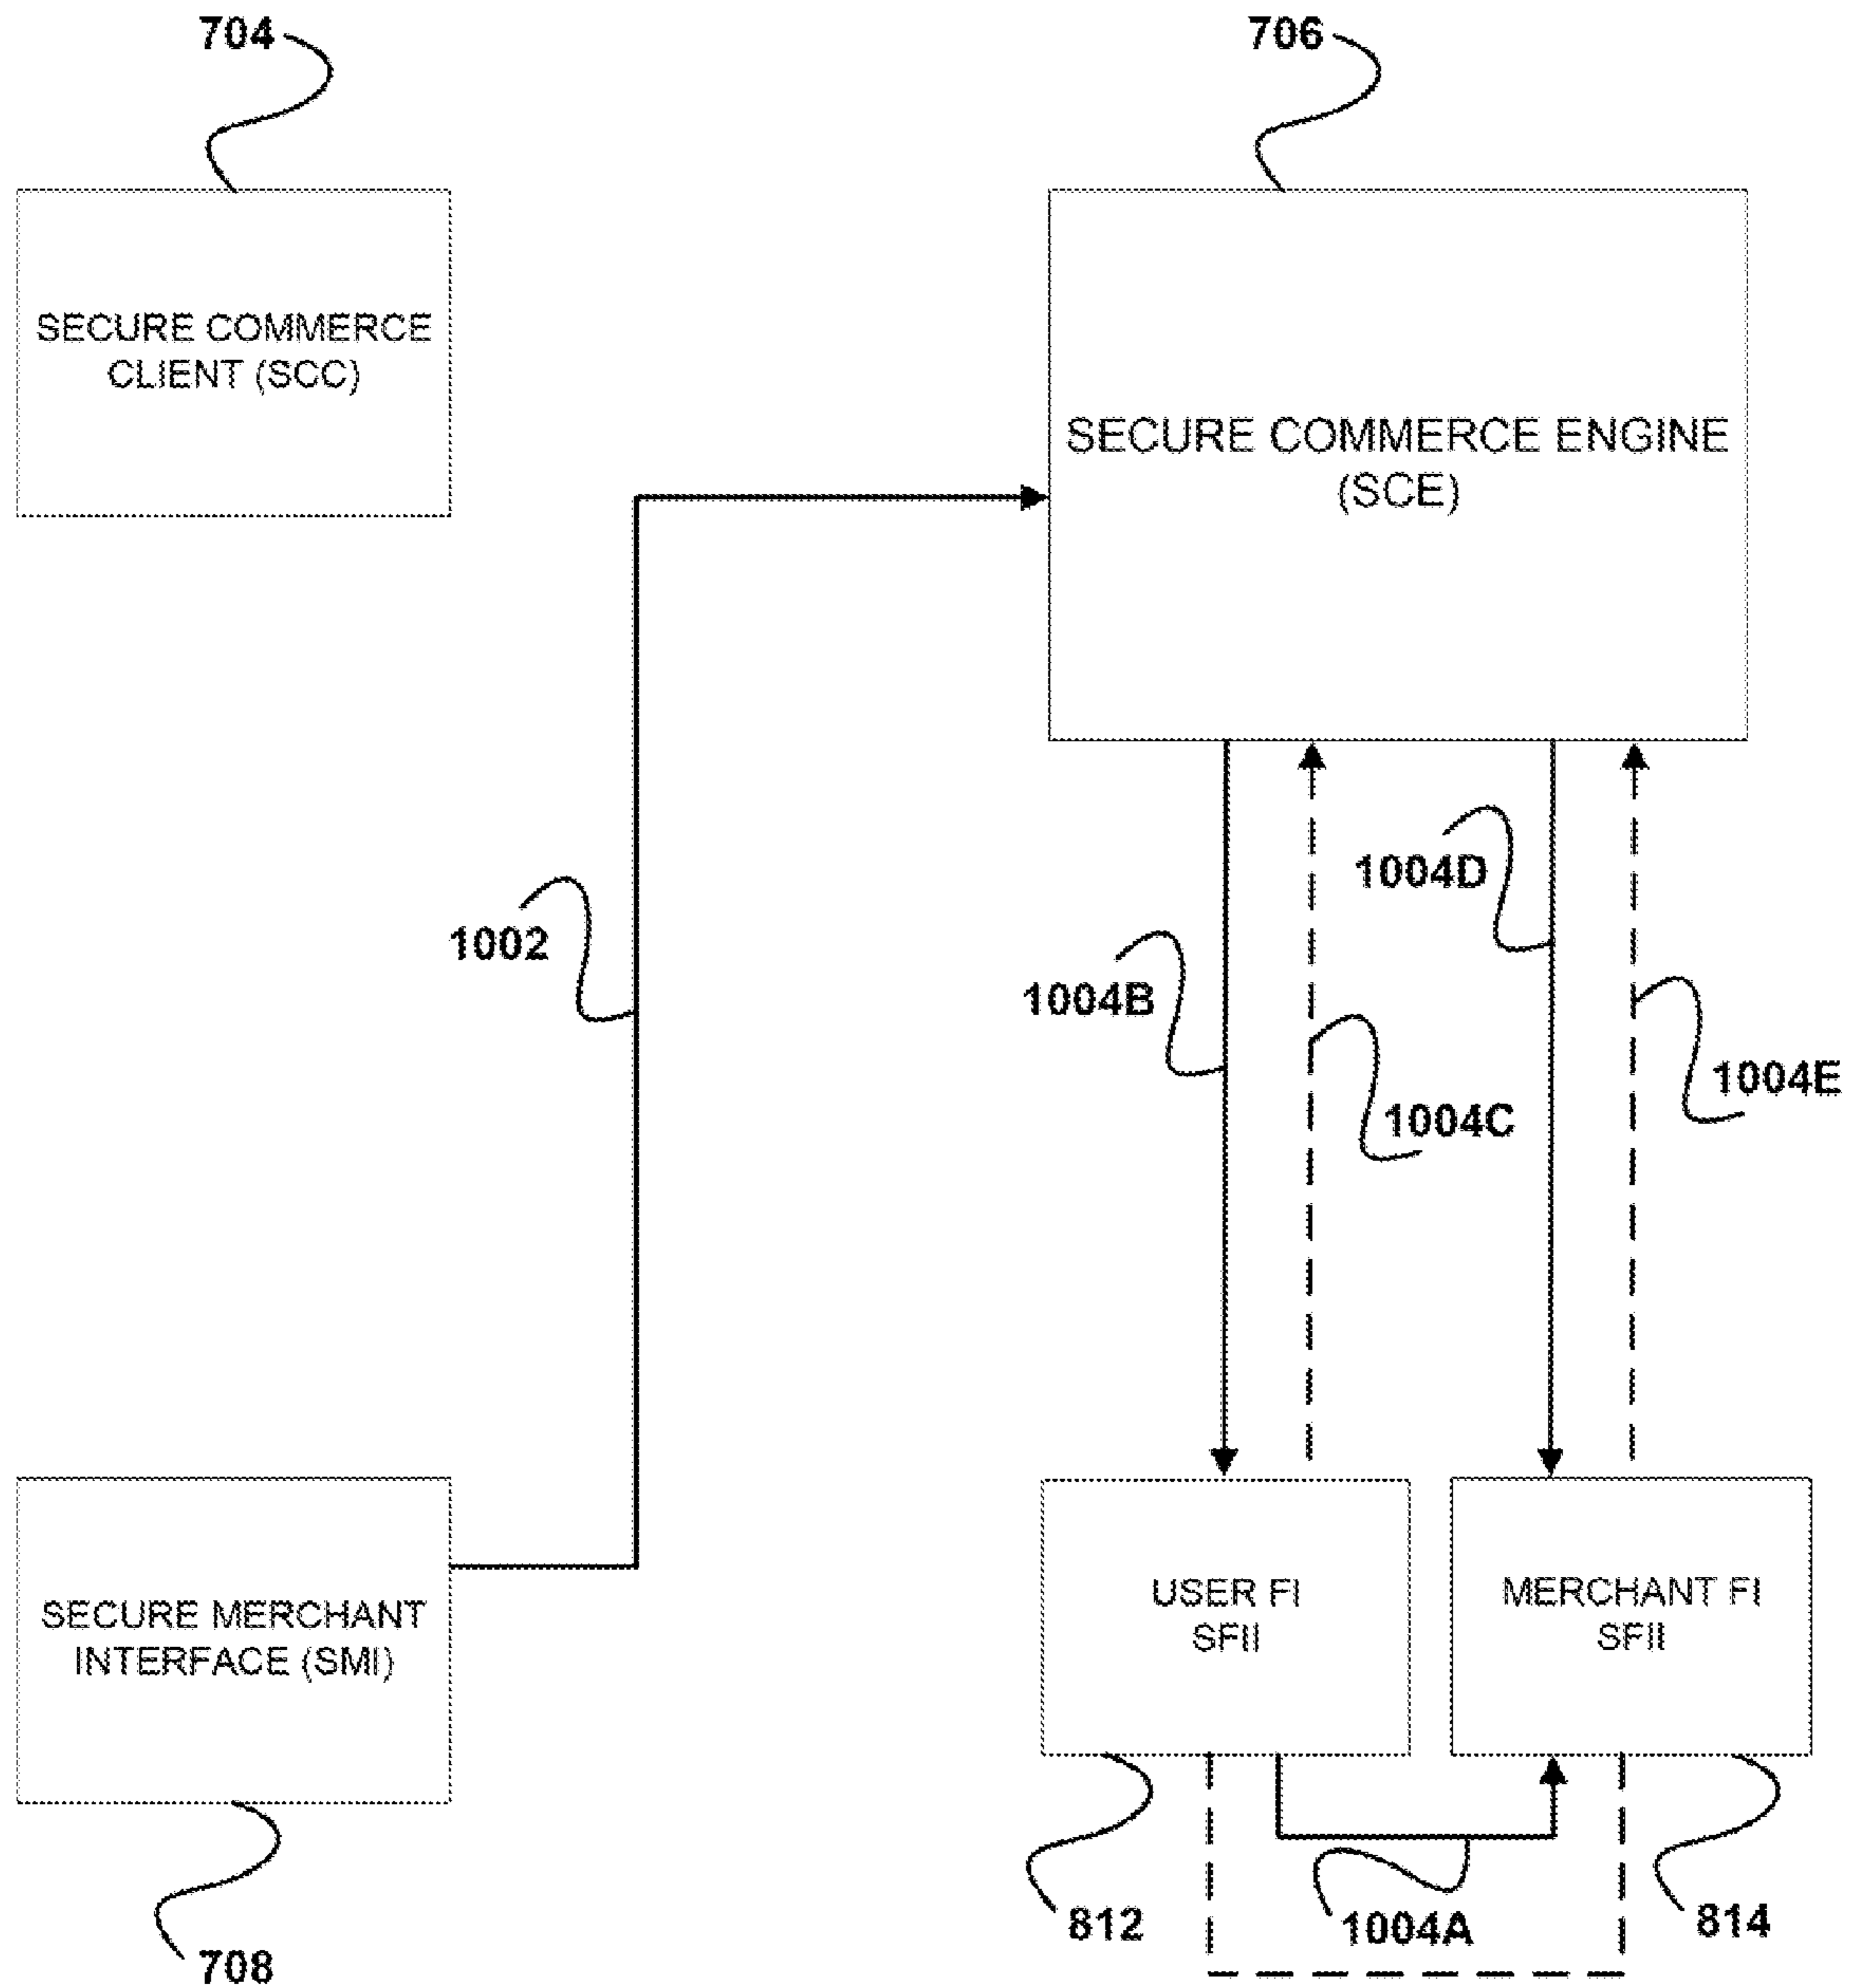 704
706
SECURE COMMERCE
CLIENT (SCC)
SECURE COMMERCE ENGINE
(SCE)
1004D
1002
1004B
1004C
1004E
SECURE MERCHANT
INTERFACE (SMI)
USER FI
SFII
MERCHANT FI
SFII
812
1004A
814
708